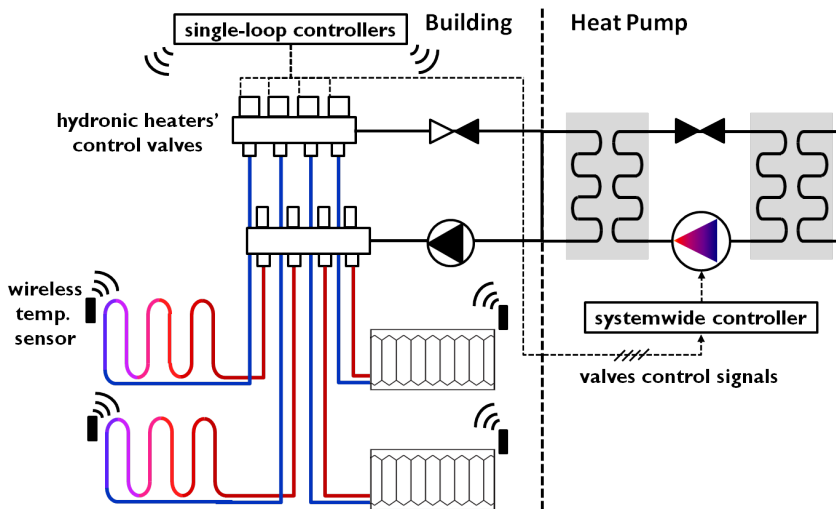 single-loop controllers
Building
Heat Pump
hydronic heaters'
control valves
wireless
temp.
sensor
systemwide controller
valves control signals